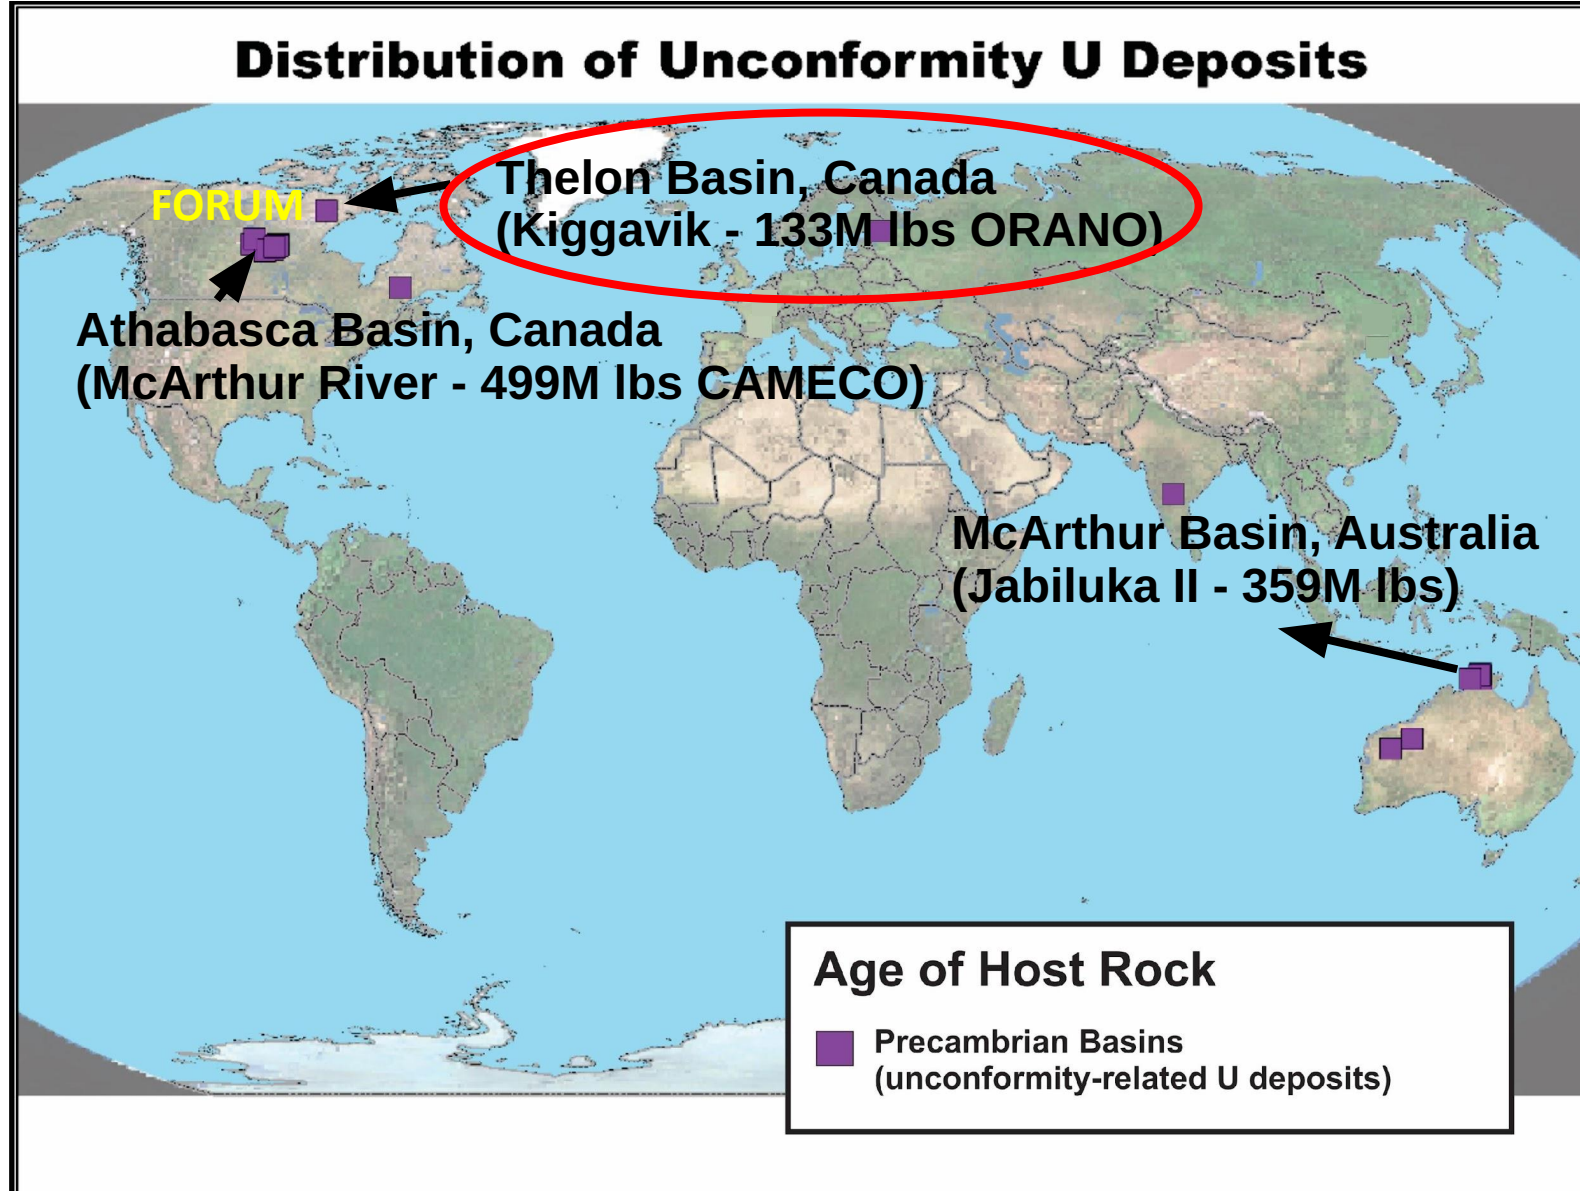 Distribution of Unconformity U Deposits
Thelon Basin, Canada
(Kiggavik - 133M lbs ORANO)
FORUM
Athabasca Basin, Canada
(McArthur River - 499M lbs CAMECO)
McArthur Basin, Australia
(Jabiluka II - 359M lbs)
Age of Host Rock
Precambrian Basins
(unconformity-related U deposits)